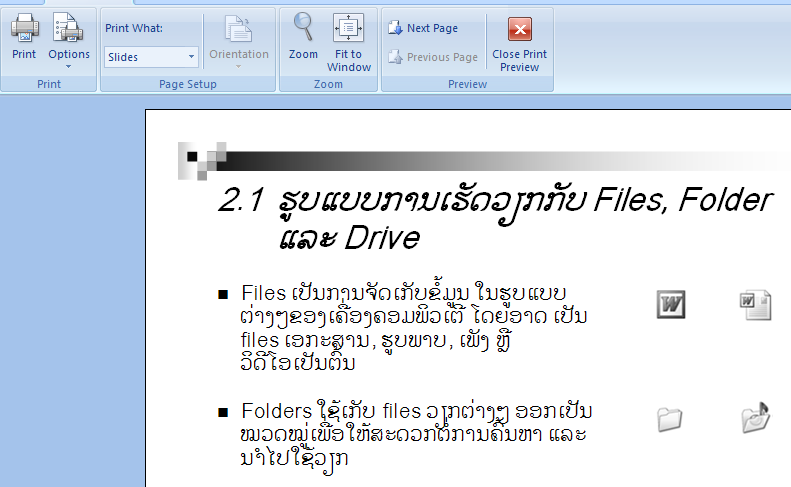 Print
Options
Print
Print What:
Slides
Orientation
Page Setup
Zoom
Fit to
Window
Zoom
Next Page
Previous Page
Preview
Close Print
Preview
2.1 ຮູບແບບການເຮັດວຽກກັບ Files, Folder
ແລະ Drive
Files ເປັນການຈັດເກັບຂໍ້ມູນ ໃນຮູບແບບ
ຕ່າງໆຂອງເຄື່ອງຄອມພິວເຕີ ໂດຍອາດ ເປັນ
files ເອກະສານ, ຮູບພາບ, ເພັງ ຫຼື
ວິດີໂອເປັນຕົ້ນ
Folders ໃຊ້ເກັບ files ວຽກຕ່າງໆ ອອກເປັນ
ໝວດໝູ່ເພື່ອໃຫ້ສະດວກຕໍ່ການຄົ້ນຫາ ແລະ
ນຳໄປໃຊ້ວຽກ